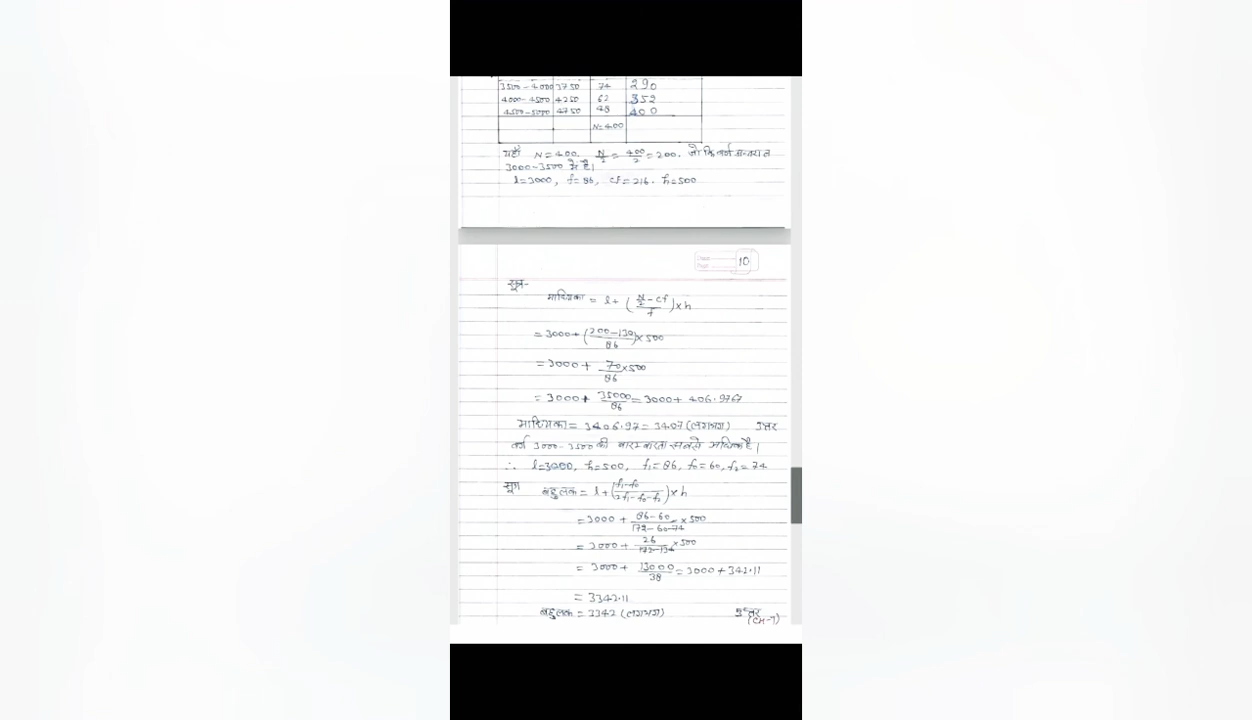 3500-4000 3750 74 290
4000-4500 4250 62 352
4500-5000 4750 48 400
N=400
यहाँ N=400. N/2 = 400/2 = 200. जो कि वर्ग अन्तराल
3000-3500 में है।
l=3000, f=86, cf=216. h=500
10
सूत्र-
माध्यिका = l + (N/2 - cf / f) × h
= 3000 + (200-130 / 86) × 500
= 3000 + 70/86 × 500
= 3000 + 35000/86 = 3000 + 406.9767
माध्यिका = 3406.97 = 3407 (लगभग) उत्तर
वर्ग 3000-3500 की बारम्बारता सबसे अधिक है।
∴ l=3000, h=500, f₁=86, f₀=60, f₂=74
सूत्र बहुलक = l + (f₁-f₀ / 2f₁-f₀-f₂) × h
= 3000 + 86-60 / 172-60-74 × 500
= 3000 + 26 / 172-134 × 500
= 3000 + 13000/38 = 3000 + 342.11
= 3342.11
बहुलक = 3342 (लगभग) उत्तर